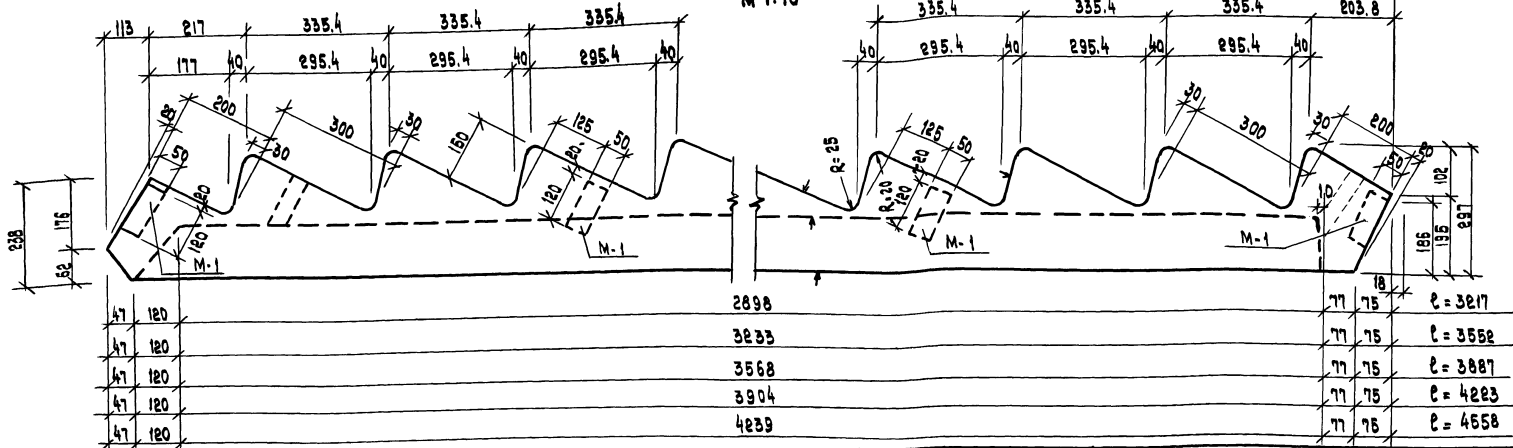 М 1:10
113 217 335.4 335.4 335.4 335.4 335.4 335.4 203.8
177 40 295.4 40 295.4 40 295.4 40 40 295.4 40 295.4 40 295.4 40
20 200 300 30 150 125 50 R=25 125 50 30 300 30 200 20
50 30 20 20 50
120 R=20 120 10 102
238 176 20 120 186 195 297
62 М-1 М-1 М-1 М-1
18
47 120 2898 77 75 ℓ=3217
47 120 3233 77 75 ℓ=3552
47 120 3568 77 75 ℓ=3887
47 120 3904 77 75 ℓ=4223
47 120 4239 77 75 ℓ=4558